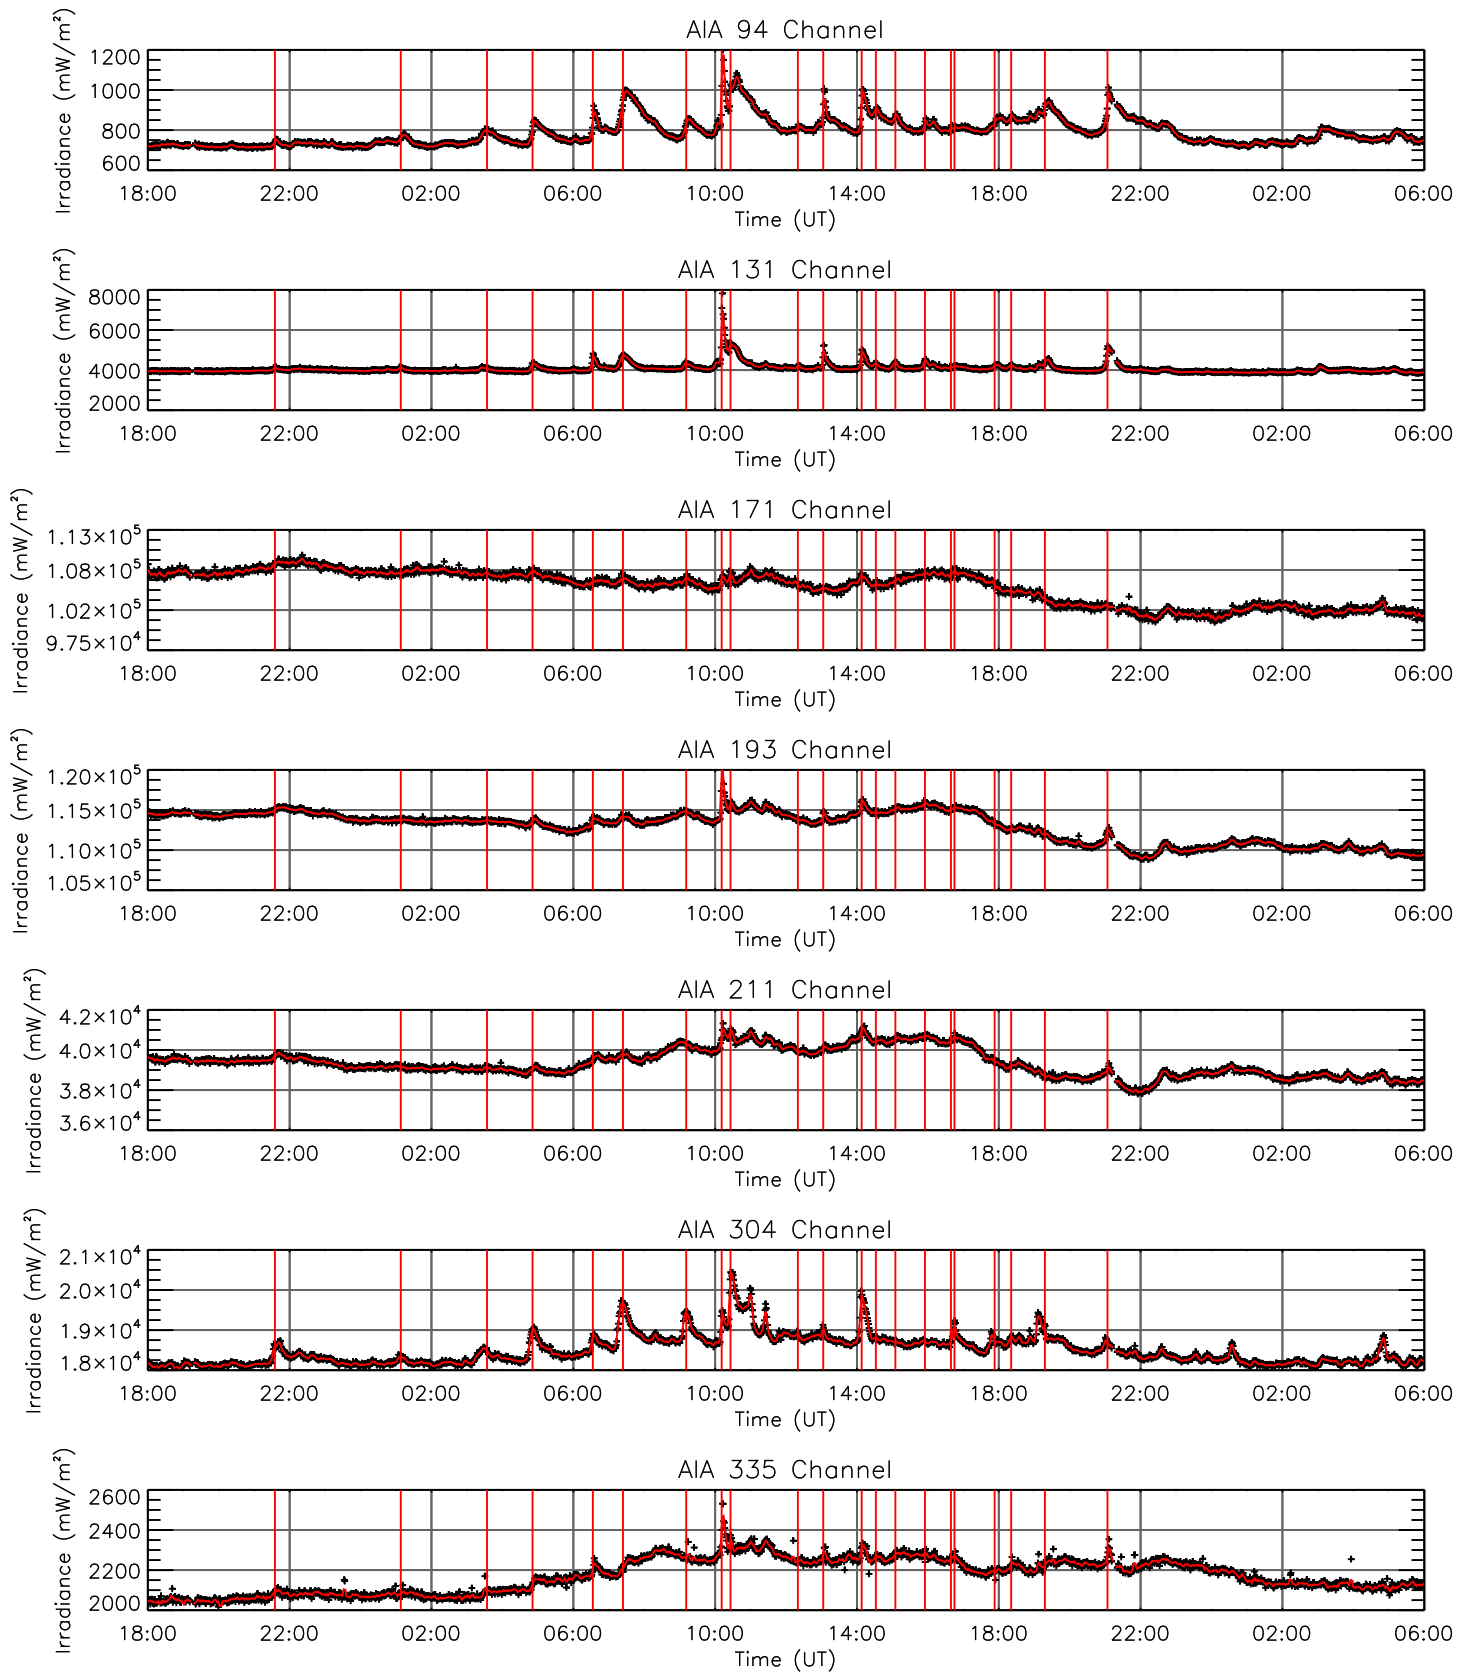 AIA 94 Channel
Irradiance (mW/m²)
1200
1000
800
600
18:00 22:00 02:00 06:00 10:00 14:00 18:00 22:00 02:00 06:00
Time (UT)
AIA 131 Channel
Irradiance (mW/m²)
8000
6000
4000
2000
18:00 22:00 02:00 06:00 10:00 14:00 18:00 22:00 02:00 06:00
Time (UT)
AIA 171 Channel
Irradiance (mW/m²)
1.13×10⁵
1.08×10⁵
1.02×10⁵
9.75×10⁴
18:00 22:00 02:00 06:00 10:00 14:00 18:00 22:00 02:00 06:00
Time (UT)
AIA 193 Channel
Irradiance (mW/m²)
1.20×10⁵
1.15×10⁵
1.10×10⁵
1.05×10⁵
18:00 22:00 02:00 06:00 10:00 14:00 18:00 22:00 02:00 06:00
Time (UT)
AIA 211 Channel
Irradiance (mW/m²)
4.2×10⁴
4.0×10⁴
3.8×10⁴
3.6×10⁴
18:00 22:00 02:00 06:00 10:00 14:00 18:00 22:00 02:00 06:00
Time (UT)
AIA 304 Channel
Irradiance (mW/m²)
2.1×10⁴
2.0×10⁴
1.9×10⁴
1.8×10⁴
18:00 22:00 02:00 06:00 10:00 14:00 18:00 22:00 02:00 06:00
Time (UT)
AIA 335 Channel
Irradiance (mW/m²)
2600
2400
2200
2000
18:00 22:00 02:00 06:00 10:00 14:00 18:00 22:00 02:00 06:00
Time (UT)